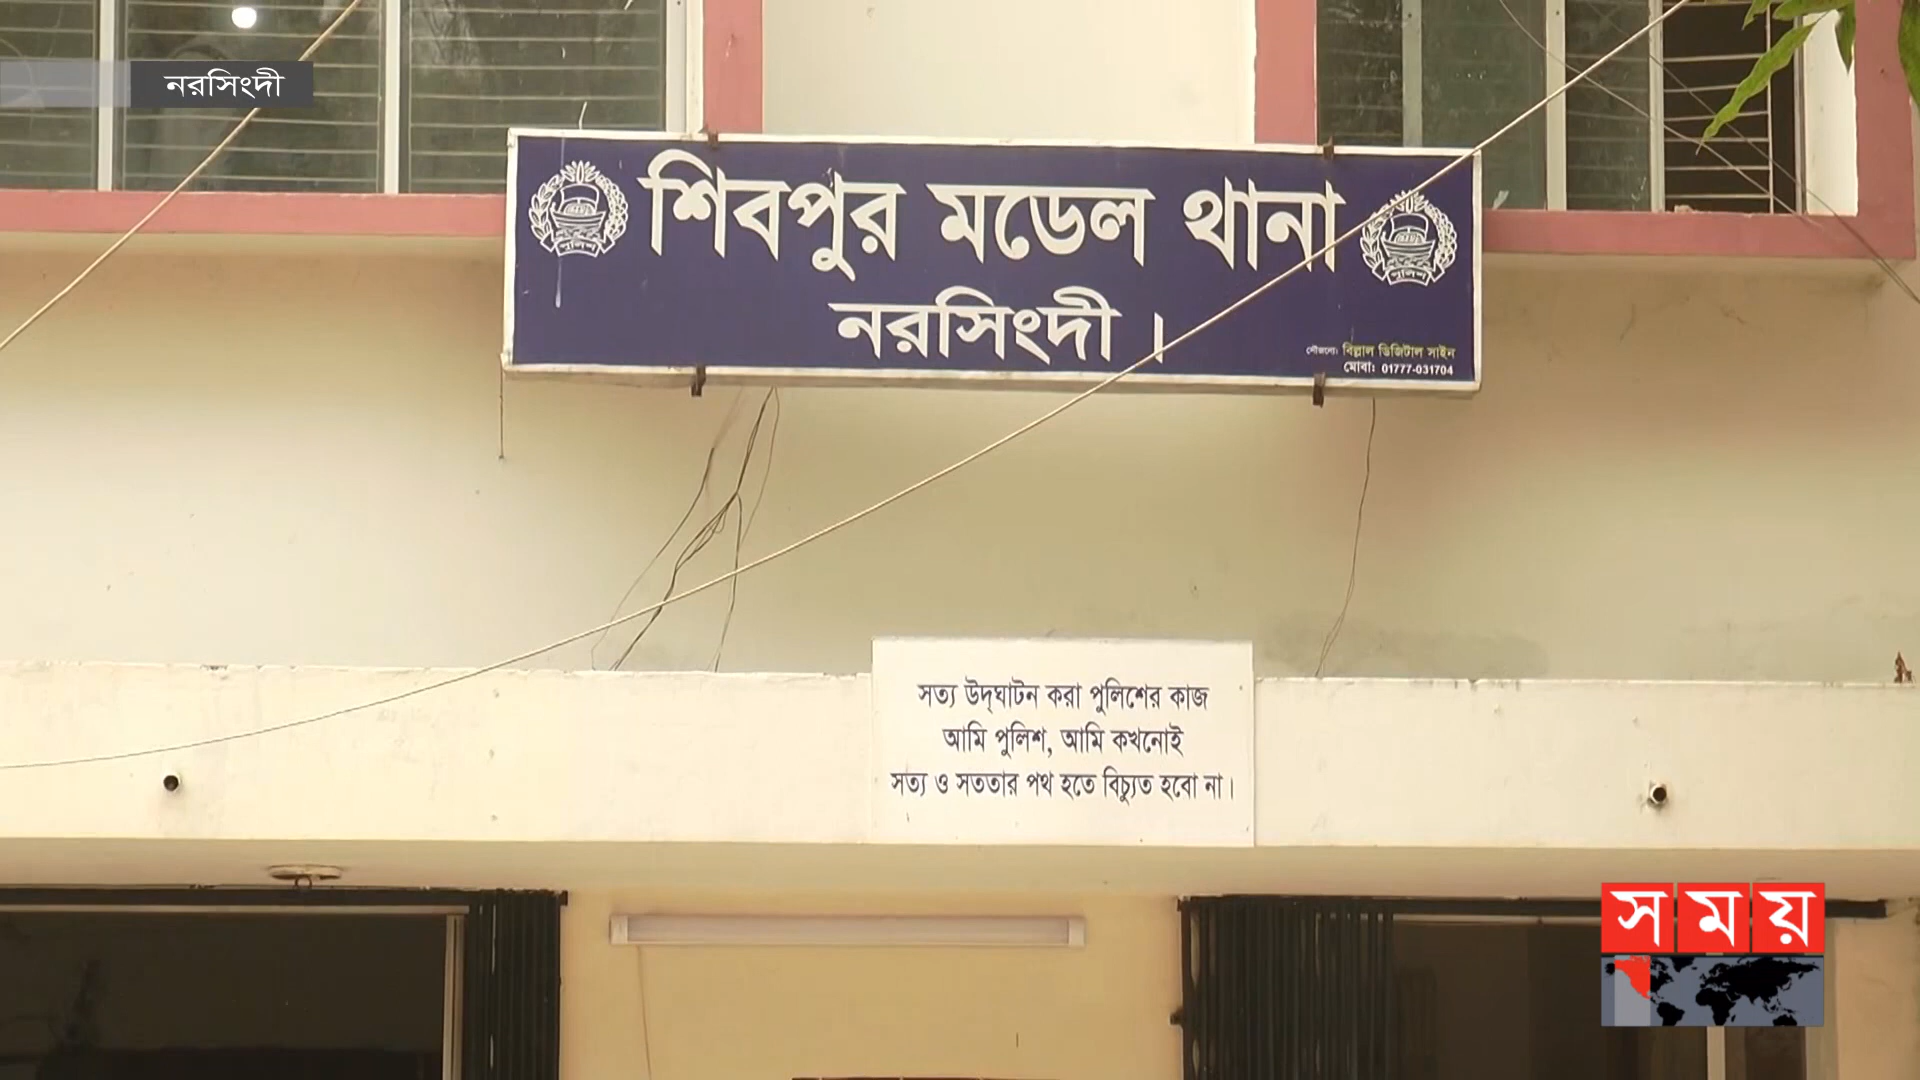 নরসিংদী
শিবপুর মডেল থানা
নরসিংদী ।
পুলিশ
পুলিশ
সৌজন্যে: বিল্লাল ডিজিটাল সাইন
মোবা: 01777-031704
সত্য উদ্‌ঘাটন করা পুলিশের কাজ
আমি পুলিশ, আমি কখনোই
সত্য ও সততার পথ হতে বিচ্যুত হবো না।
সময়